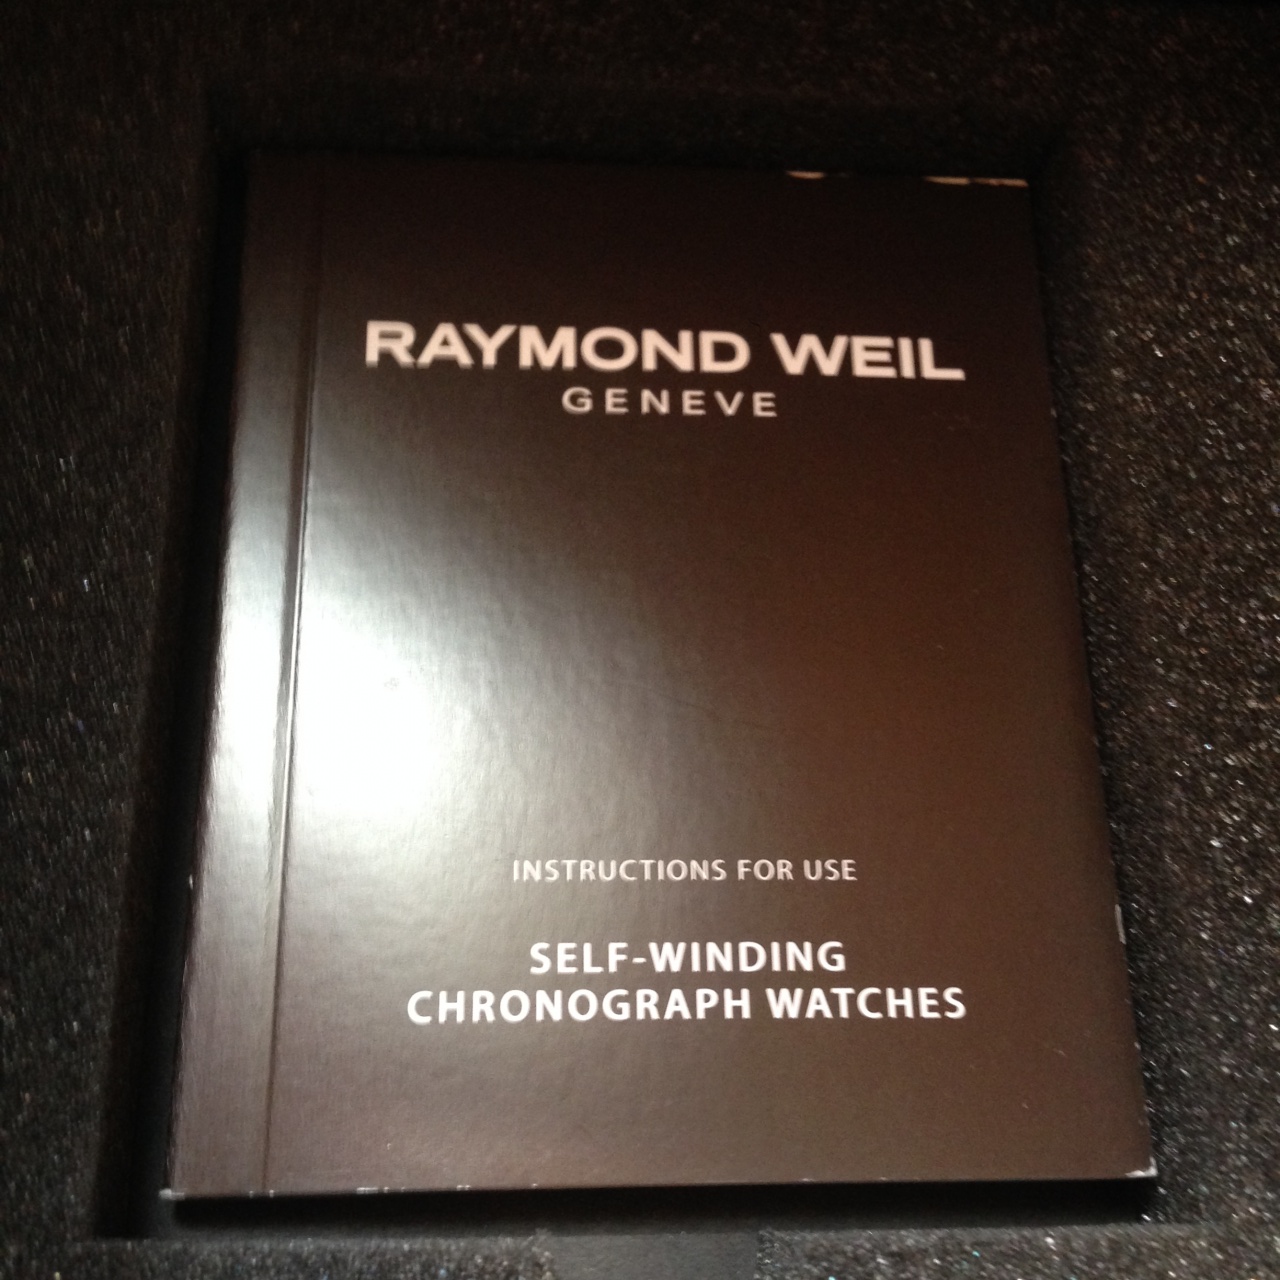 RAYMOND WEIL
GENEVE
INSTRUCTIONS FOR USE
SELF-WINDING
CHRONOGRAPH WATCHES